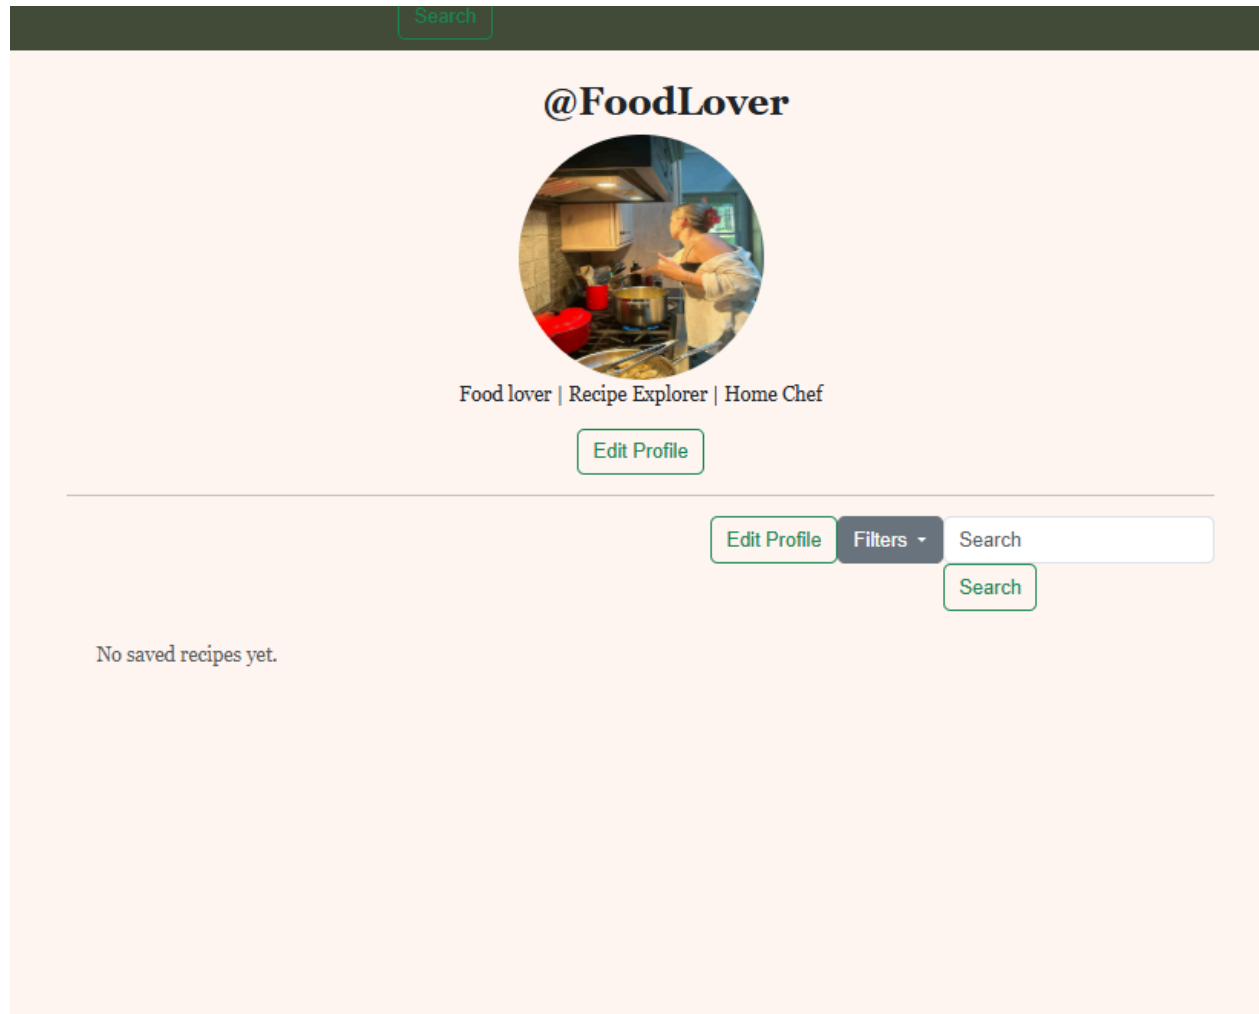 Search
@FoodLover
Food lover | Recipe Explorer | Home Chef
Edit Profile
Edit Profile Filters Search
Search
No saved recipes yet.